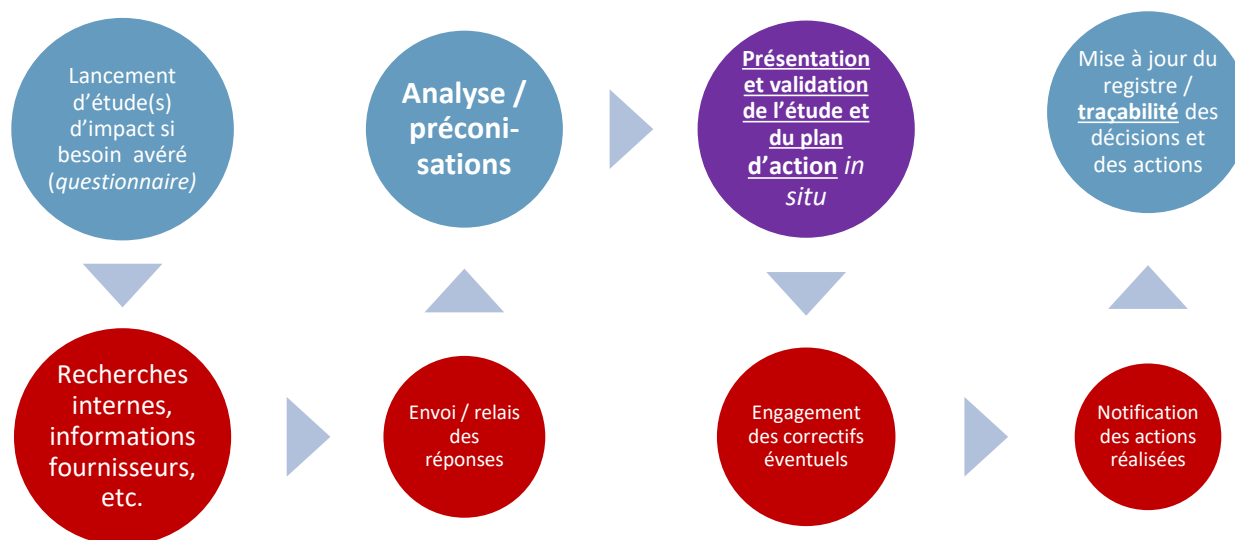 Lancement
d’étude(s)
d’impact si
besoin avéré
(questionnaire)
Recherches
internes,
informations
fournisseurs,
etc.
Envoi / relais
des
réponses
Analyse /
préconi-
sations
Présentation
et validation
de l’étude et
du plan
d’action in
situ
Engagement
des correctifs
éventuels
Notification
des actions
réalisées
Mise à jour du
registre /
traçabilité des
décisions et
des actions